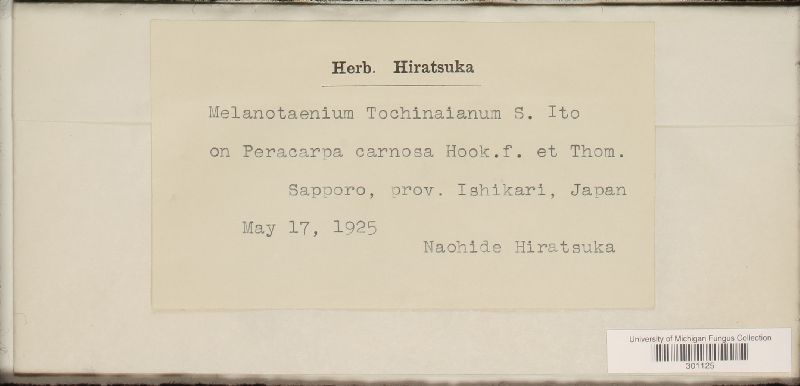 Herb. Hiratsuka
Melanotaenium Tochinaianum S. Ito
on Peracarpa carnosa Hook.f. et Thom.
Sapporo, prov. Ishikari, Japan
May 17, 1925
Naohide Hiratsuka
University of Michigan Fungus Collection
301125